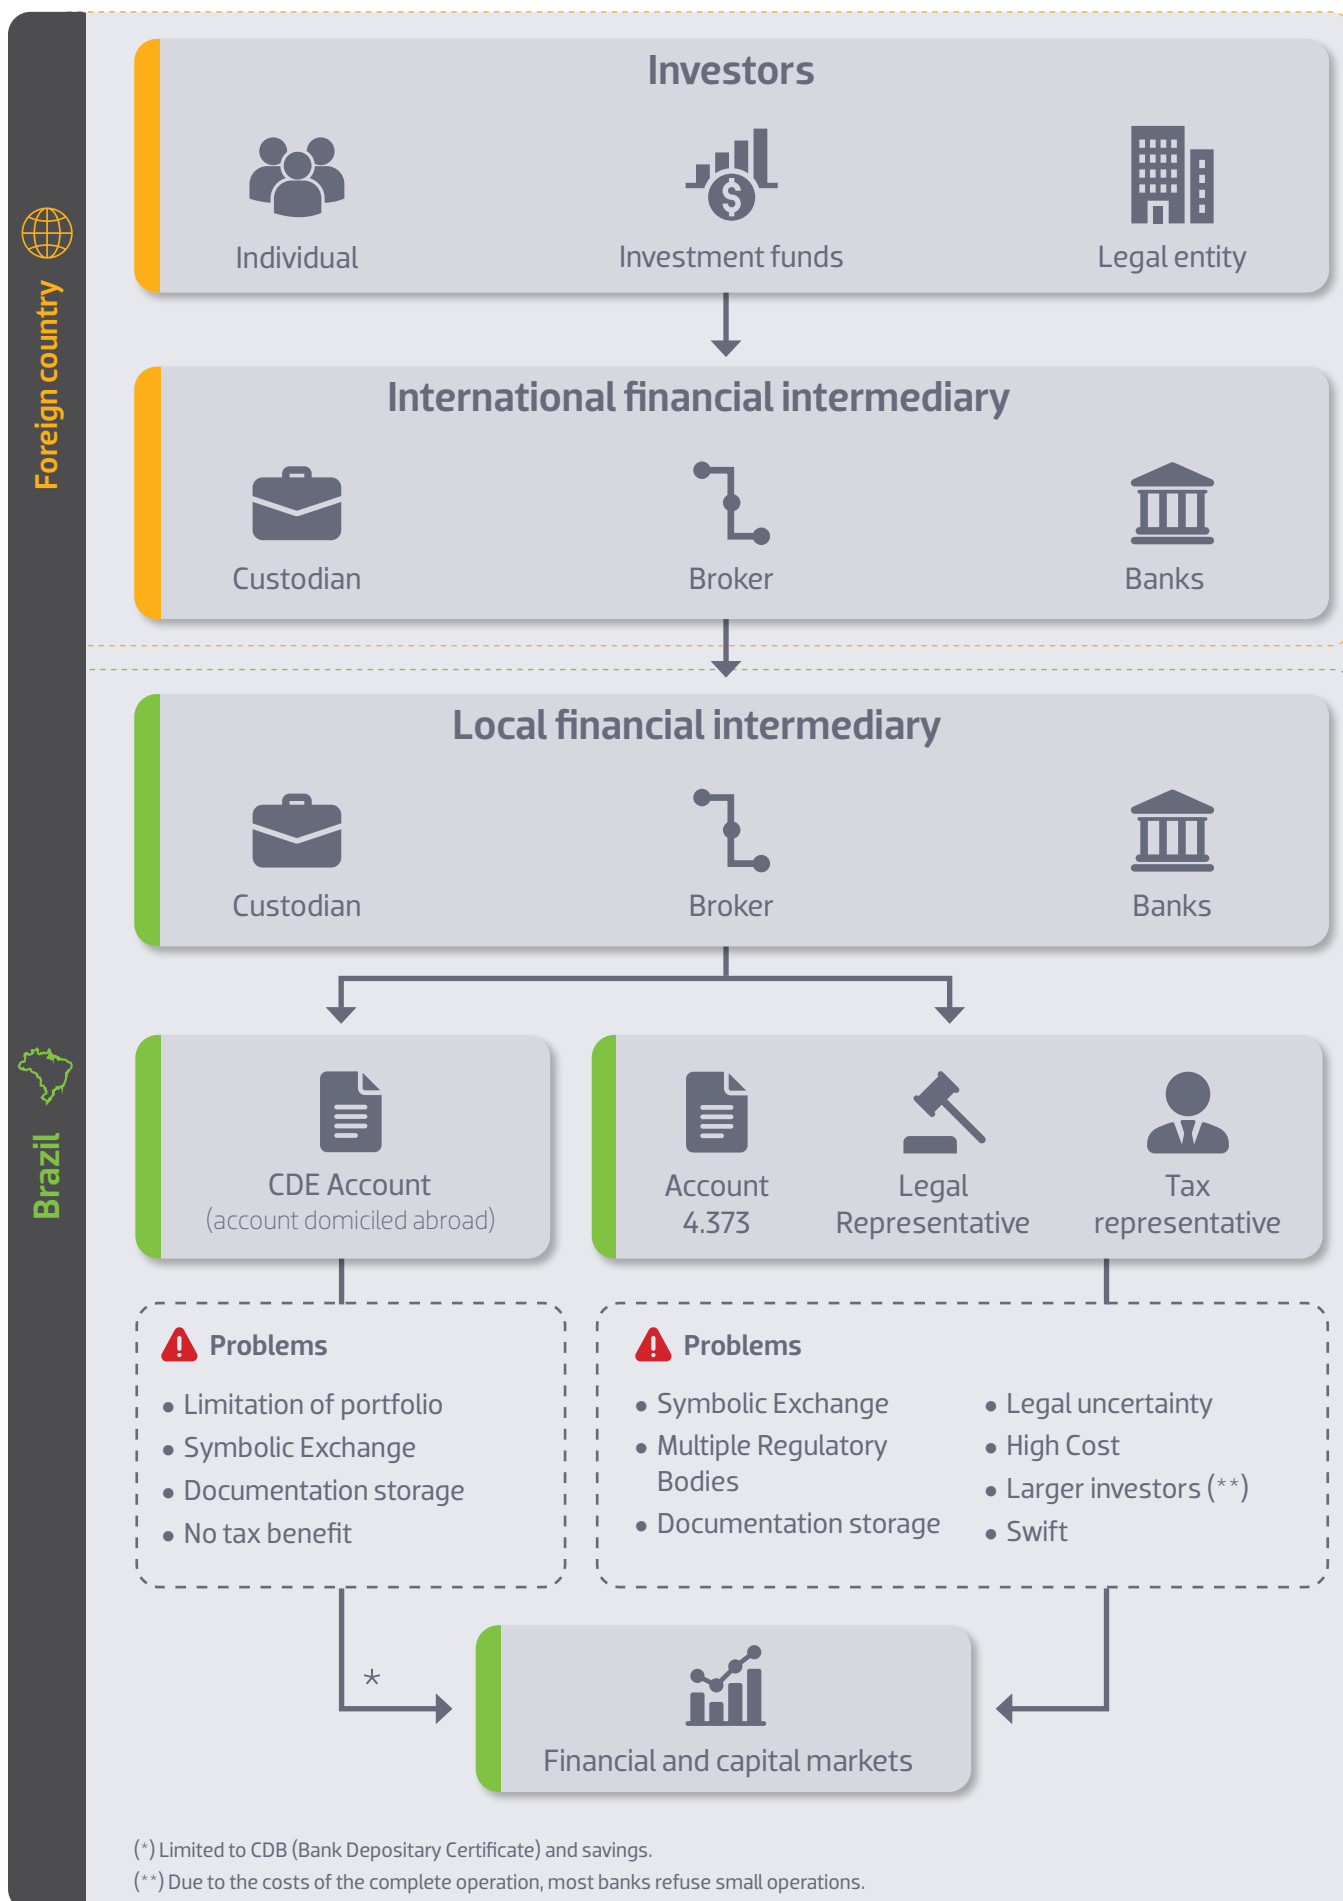 Foreign country
Investors
Individual
Investment funds
Legal entity
International financial intermediary
Custodian
Broker
Banks
Brazil
Local financial intermediary
Custodian
Broker
Banks
CDE Account
(account domiciled abroad)
Account
4.373
Legal
Representative
Tax
representative
Problems
• Limitation of portfolio
• Symbolic Exchange
• Documentation storage
• No tax benefit
Problems
• Symbolic Exchange
• Multiple Regulatory
Bodies
• Documentation storage
• Legal uncertainty
• High Cost
• Larger investors (**)
• Swift
*
Financial and capital markets
(*) Limited to CDB (Bank Depositary Certificate) and savings.
(**) Due to the costs of the complete operation, most banks refuse small operations.